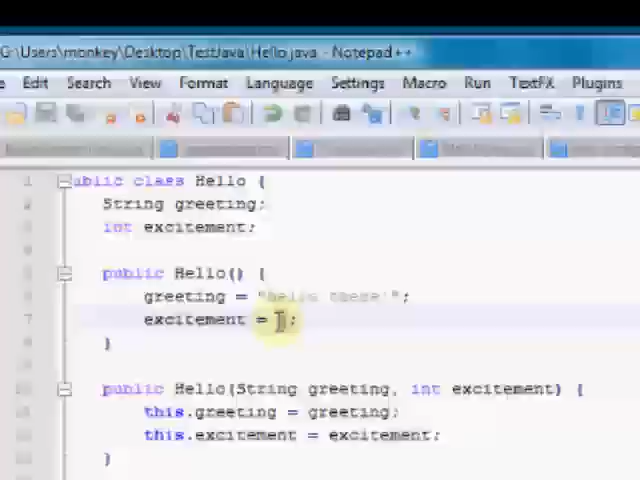 G:\Users\monkey\Desktop\TestJava\Hello.java - Notepad++
Edit Search View Format Language Settings Macro Run TextFX Plugins
ublic class Hello {
String greeting;
int excitement;
public Hello() {
greeting = "hello there!";
excitement = ;
}
public Hello(String greeting, int excitement) {
this.greeting = greeting;
this.excitement = excitement;
}